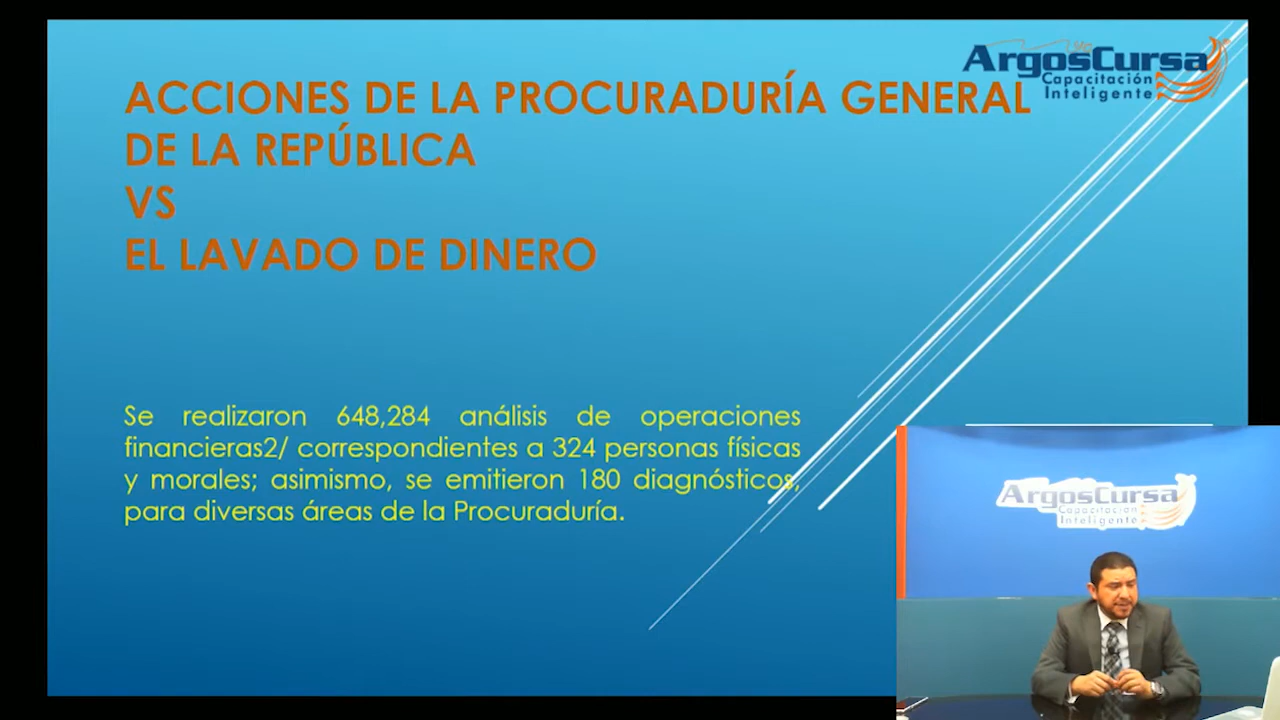 ArgosCursa
Capacitación
Inteligente
ACCIONES DE LA PROCURADURÍA GENERAL
DE LA REPÚBLICA
VS
EL LAVADO DE DINERO
Se realizaron 648,284 análisis de operaciones
financieras2/ correspondientes a 324 personas físicas
y morales; asimismo, se emitieron 180 diagnósticos,
para diversas áreas de la Procuraduría.
ArgosCursa
Capacitación
Inteligente